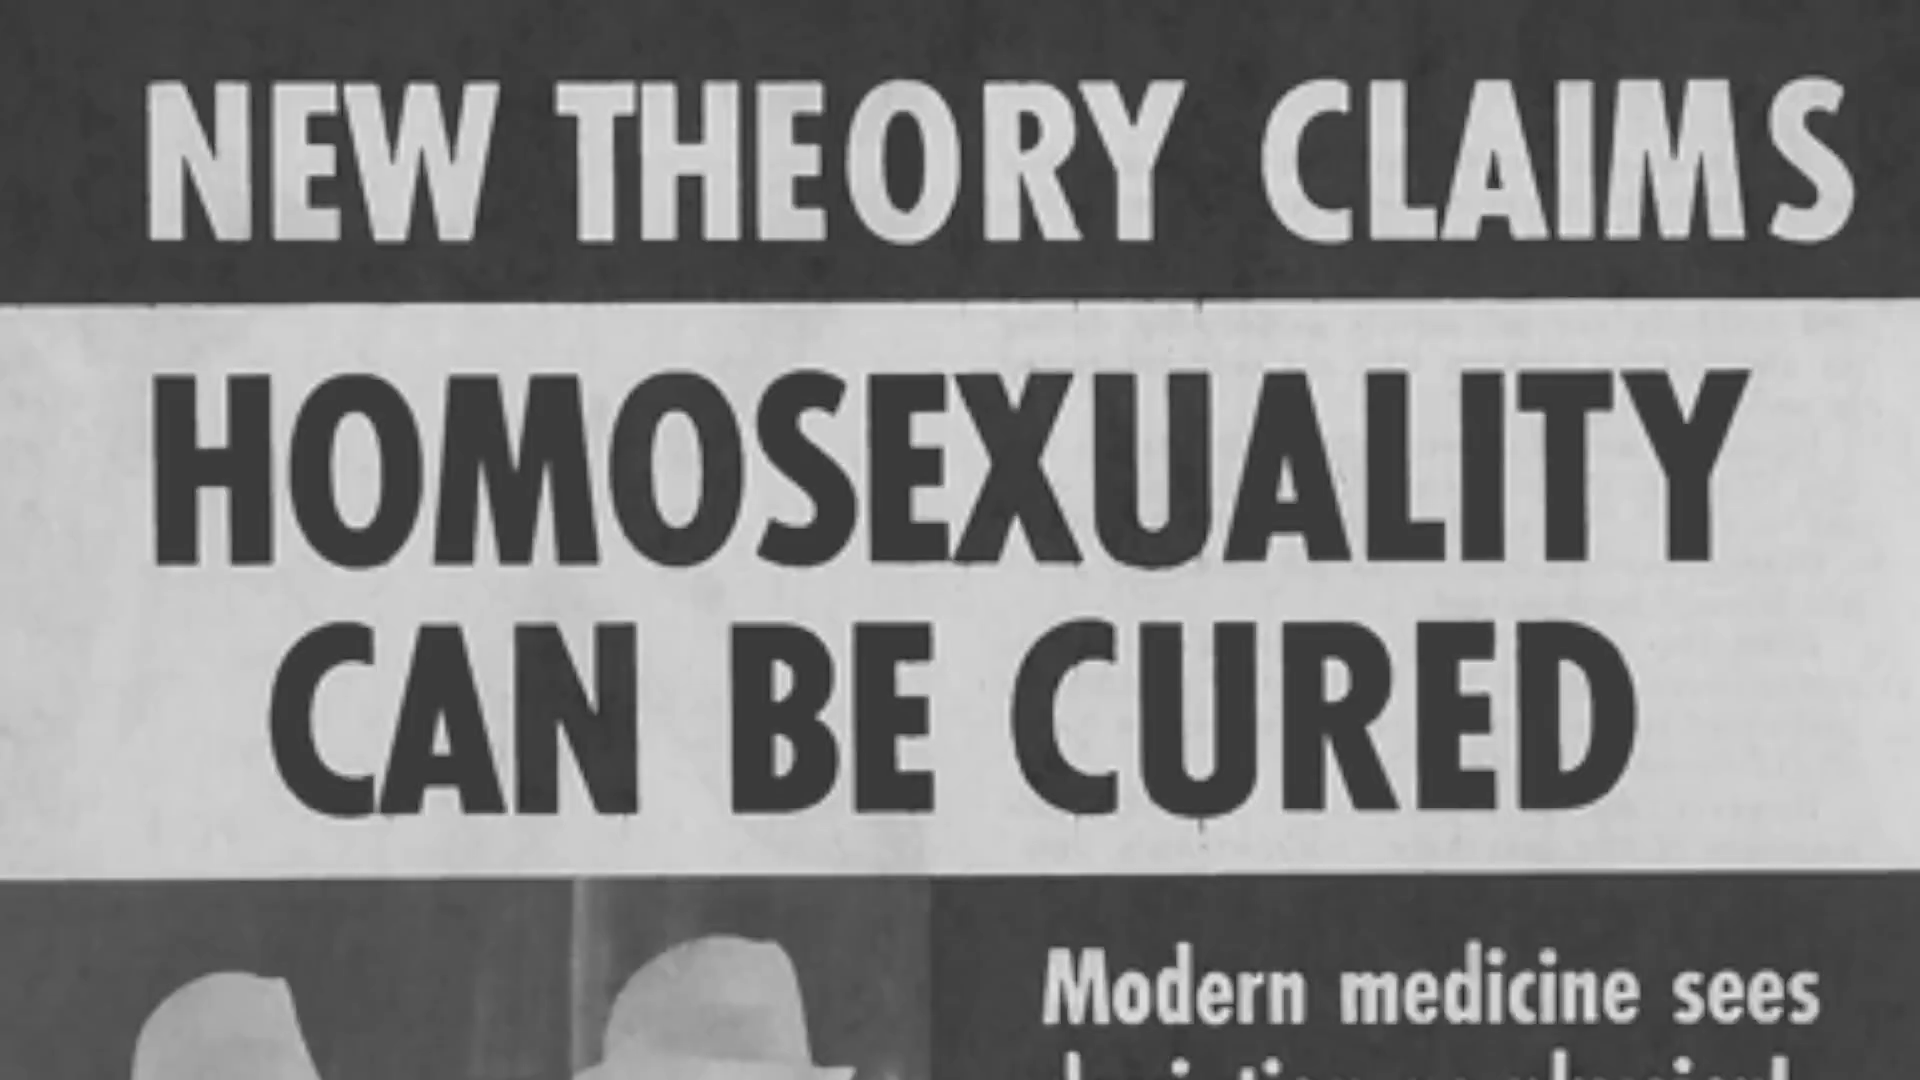 NEW THEORY CLAIMS
HOMOSEXUALITY
CAN BE CURED
Modern medicine sees